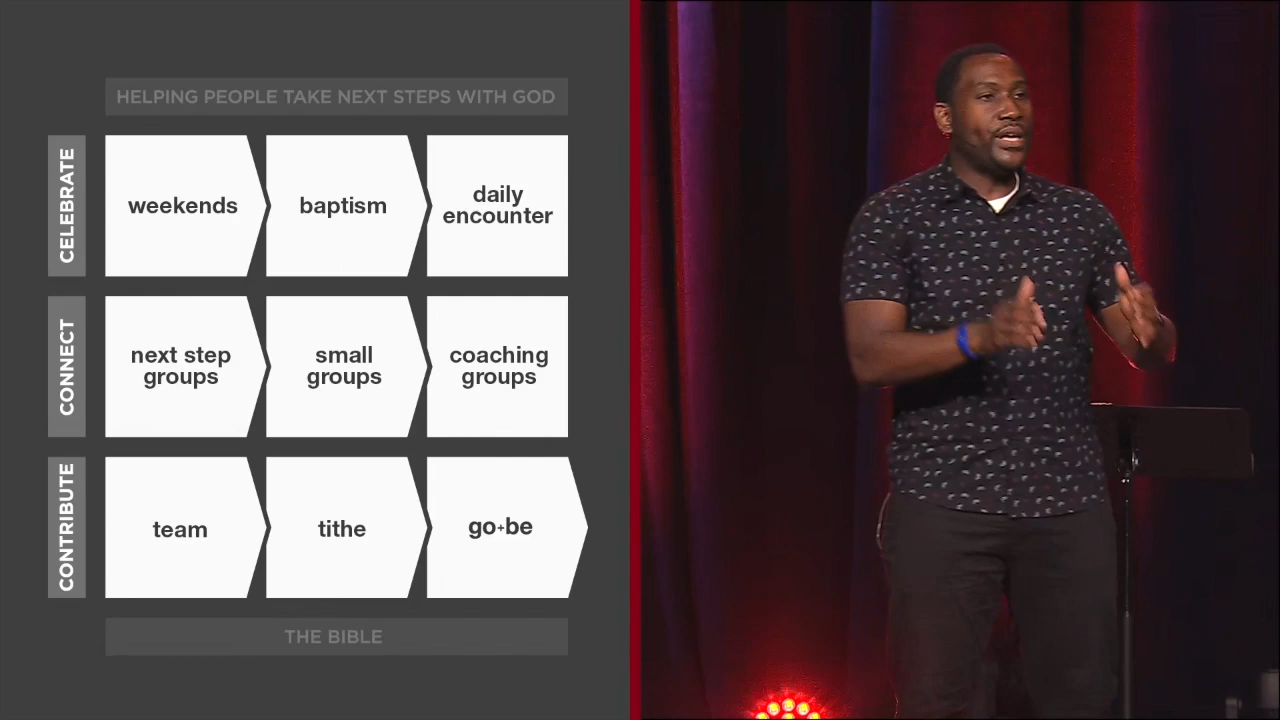 HELPING PEOPLE TAKE NEXT STEPS WITH GOD
CELEBRATE
weekends
baptism
daily
encounter
CONNECT
next step
groups
small
groups
coaching
groups
CONTRIBUTE
team
tithe
go+be
THE BIBLE